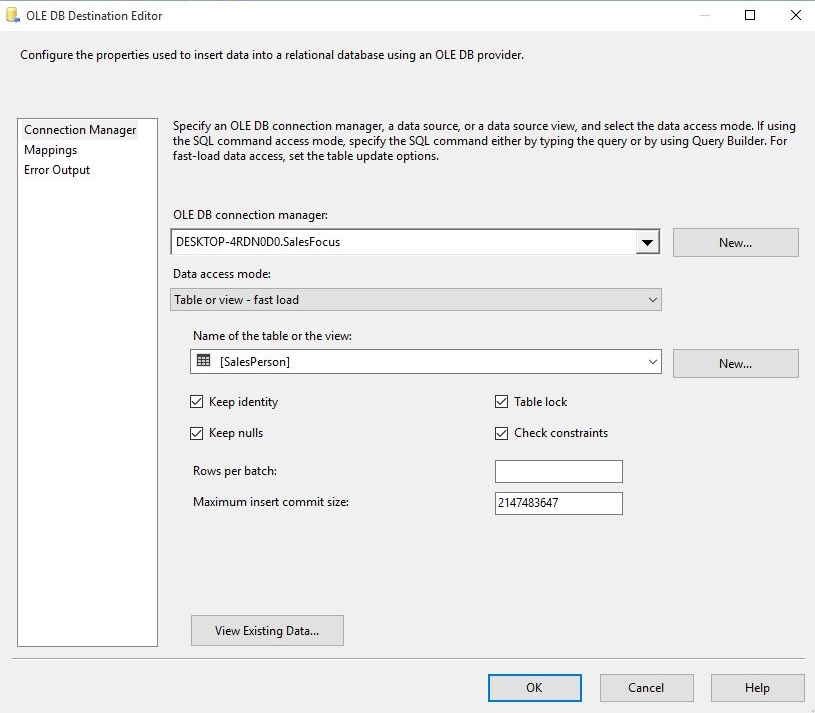 OLE DB Destination Editor
Configure the properties used to insert data into a relational database using an OLE DB provider.
Connection Manager
Mappings
Error Output
Specify an OLE DB connection manager, a data source, or a data source view, and select the data access mode. If using
the SQL command access mode, specify the SQL command either by typing the query or by using Query Builder. For
fast-load data access, set the table update options.
OLE DB connection manager:
DESKTOP-4RDN0D0.SalesFocus
New...
Data access mode:
Table or view - fast load
Name of the table or the view:
[SalesPerson]
New...
Keep identity
Table lock
Keep nulls
Check constraints
Rows per batch:
Maximum insert commit size:
2147483647
View Existing Data...
OK
Cancel
Help